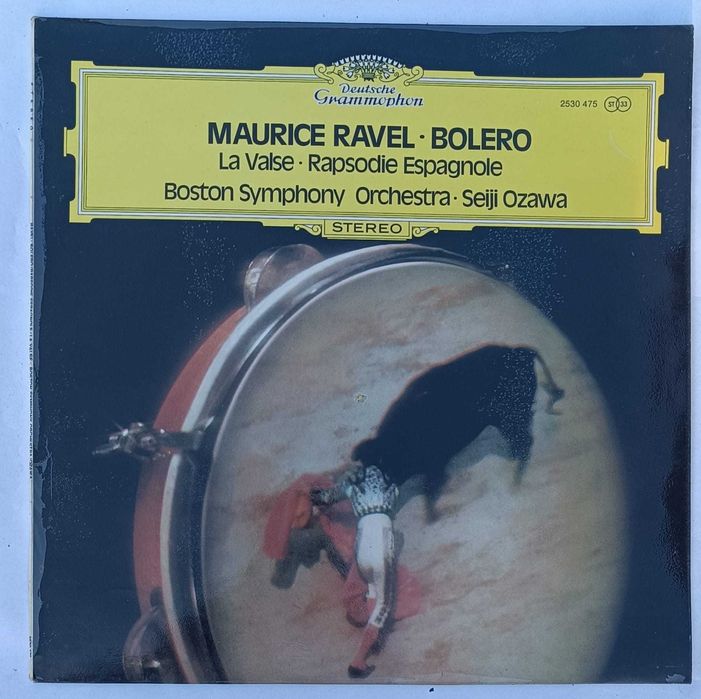 Deutsche
Grammophon
2530 475 ST 33
MAURICE RAVEL · BOLERO
La Valse · Rapsodie Espagnole
Boston Symphony Orchestra · Seiji Ozawa
STEREO